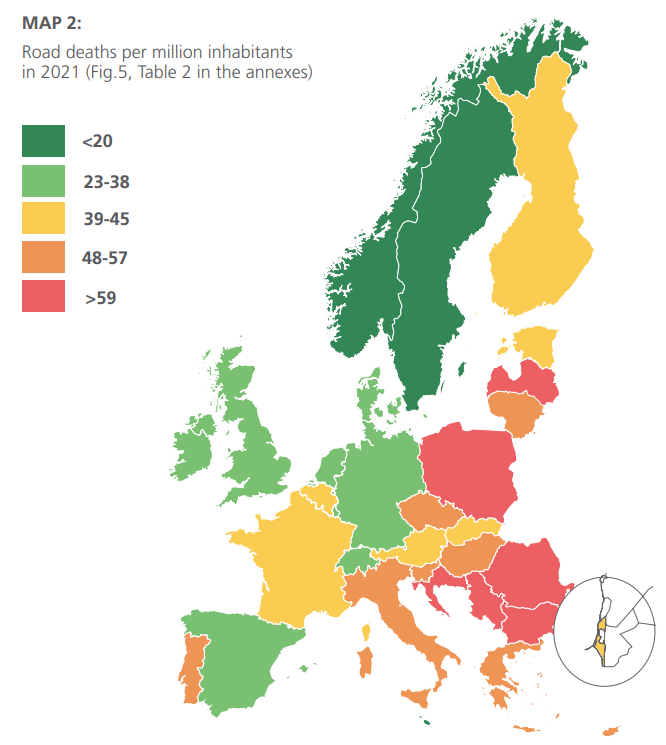 MAP 2:
Road deaths per million inhabitants
in 2021 (Fig.5, Table 2 in the annexes)
<20
23-38
39-45
48-57
>59